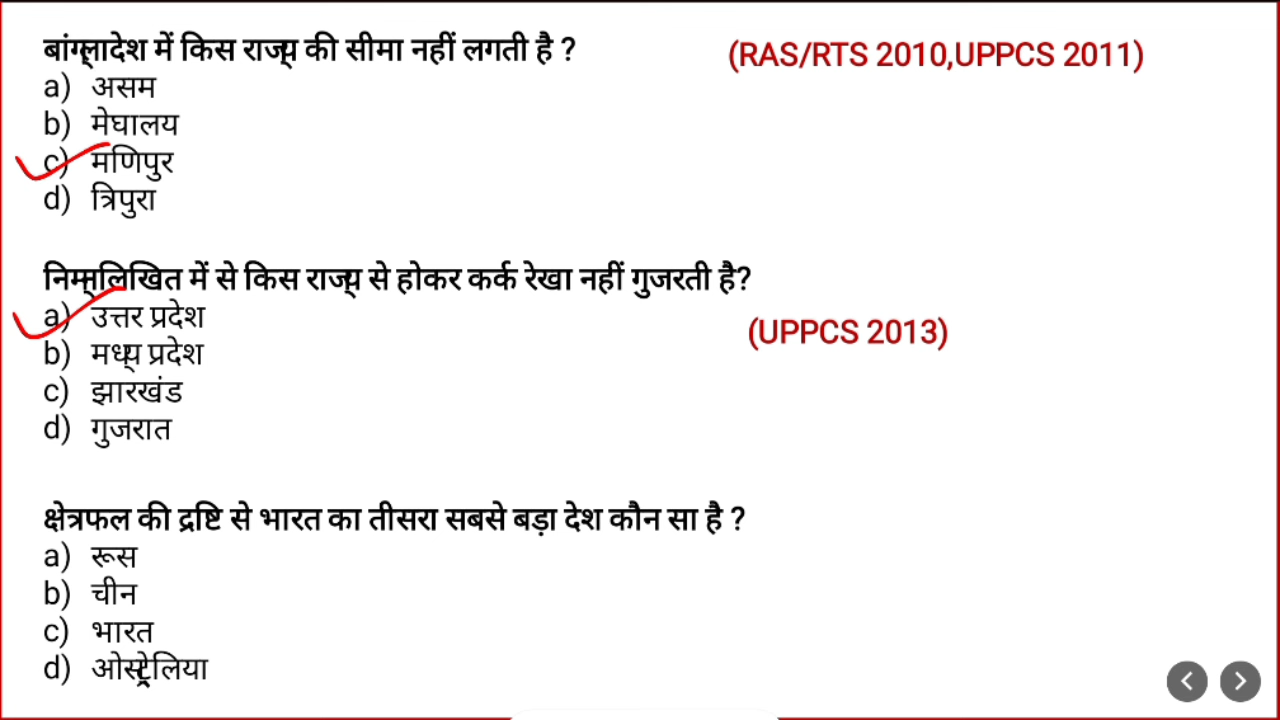 बांग्लादेश में किस राज्य की सीमा नहीं लगती है ?
(RAS/RTS 2010,UPPCS 2011)
a) असम
b) मेघालय
c) मणिपुर
d) त्रिपुरा
निम्नलिखित में से किस राज्य से होकर कर्क रेखा नहीं गुजरती है?
a) उत्तर प्रदेश
(UPPCS 2013)
b) मध्य प्रदेश
c) झारखंड
d) गुजरात
क्षेत्रफल की द्रष्टि से भारत का तीसरा सबसे बड़ा देश कौन सा है ?
a) रूस
b) चीन
c) भारत
d) ओस्ट्रेलिया